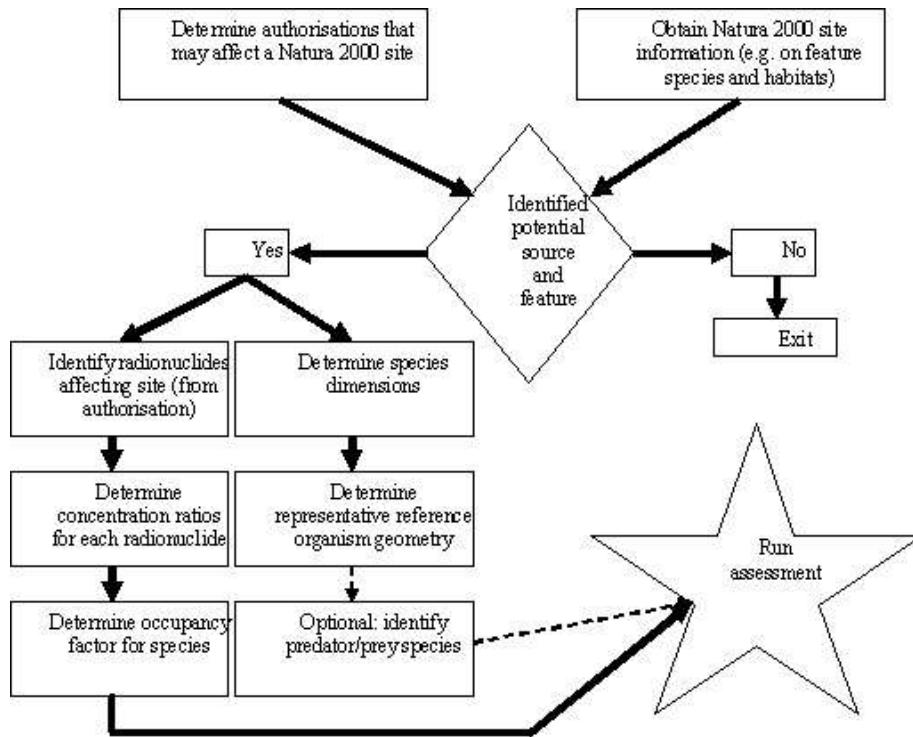 Determine authorisations that
may affect a Natura 2000 site
Obtain Natura 2000 site
information (e.g. on feature
species and habitats)
Identified
potential
source
and
feature
Yes
No
Exit
Identify radionuclides
affecting site (from
authorisation)
Determine species
dimensions
Determine
concentration ratios
for each radionuclide
Determine
representative reference
organism geometry
Run
assessment
Determine occupancy
factor for species
Optional: identify
predator/prey species